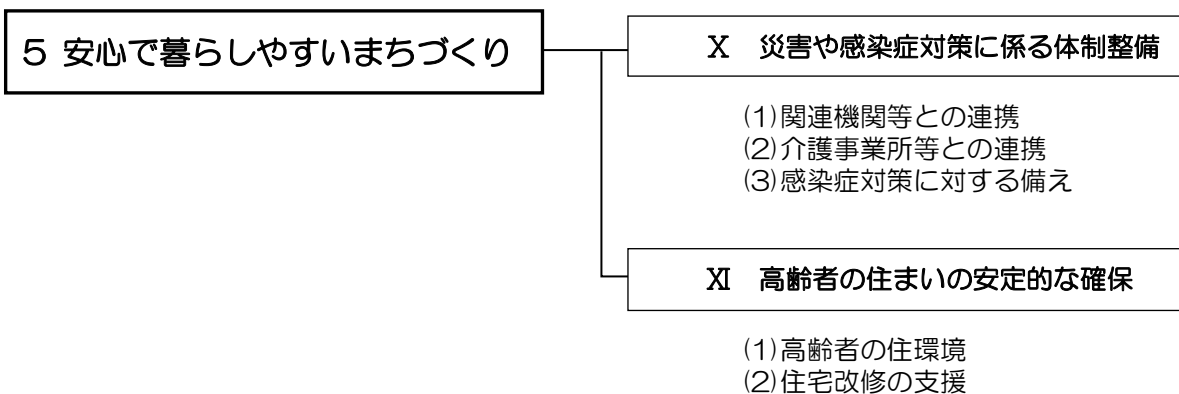 5 安心で暮らしやすいまちづくり
Ⅹ 災害や感染症対策に係る体制整備
(1)関連機関等との連携
(2)介護事業所等との連携
(3)感染症対策に対する備え
Ⅺ 高齢者の住まいの安定的な確保
(1)高齢者の住環境
(2)住宅改修の支援